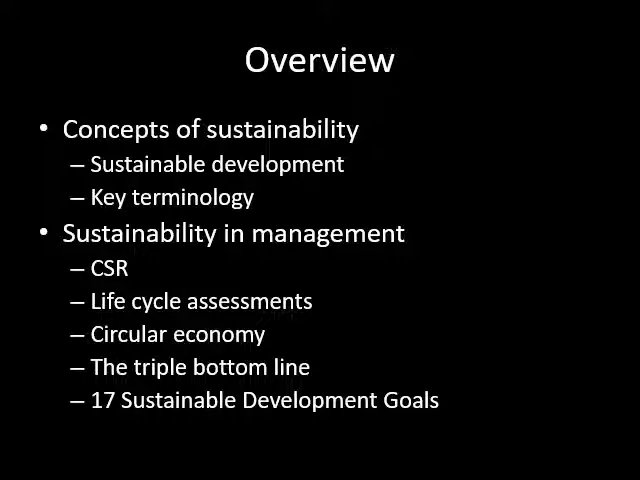 Overview
• Concepts of sustainability
– Sustainable development
– Key terminology
• Sustainability in management
– CSR
– Life cycle assessments
– Circular economy
– The triple bottom line
– 17 Sustainable Development Goals